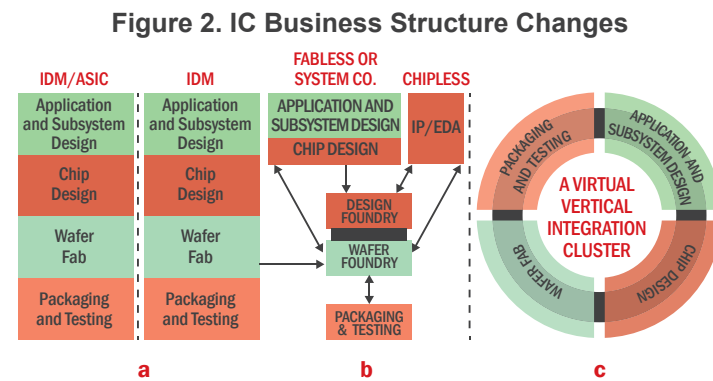 Figure 2. IC Business Structure Changes
IDM/ASIC
Application
and Subsystem
Design
Chip
Design
Wafer
Fab
Packaging
and Testing
IDM
Application
and Subsystem
Design
Chip
Design
Wafer
Fab
Packaging
and Testing
FABLESS OR
SYSTEM CO.
APPLICATION AND
SUBSYSTEM DESIGN
CHIP DESIGN
CHIPLESS
IP/EDA
DESIGN
FOUNDRY
WAFER
FOUNDRY
PACKAGING
& TESTING
PACKAGING
AND TESTING
APPLICATION AND
SUBSYSTEM DESIGN
A VIRTUAL
VERTICAL
INTEGRATION
CLUSTER
WAFER FAB
CHIP DESIGN
a
b
c